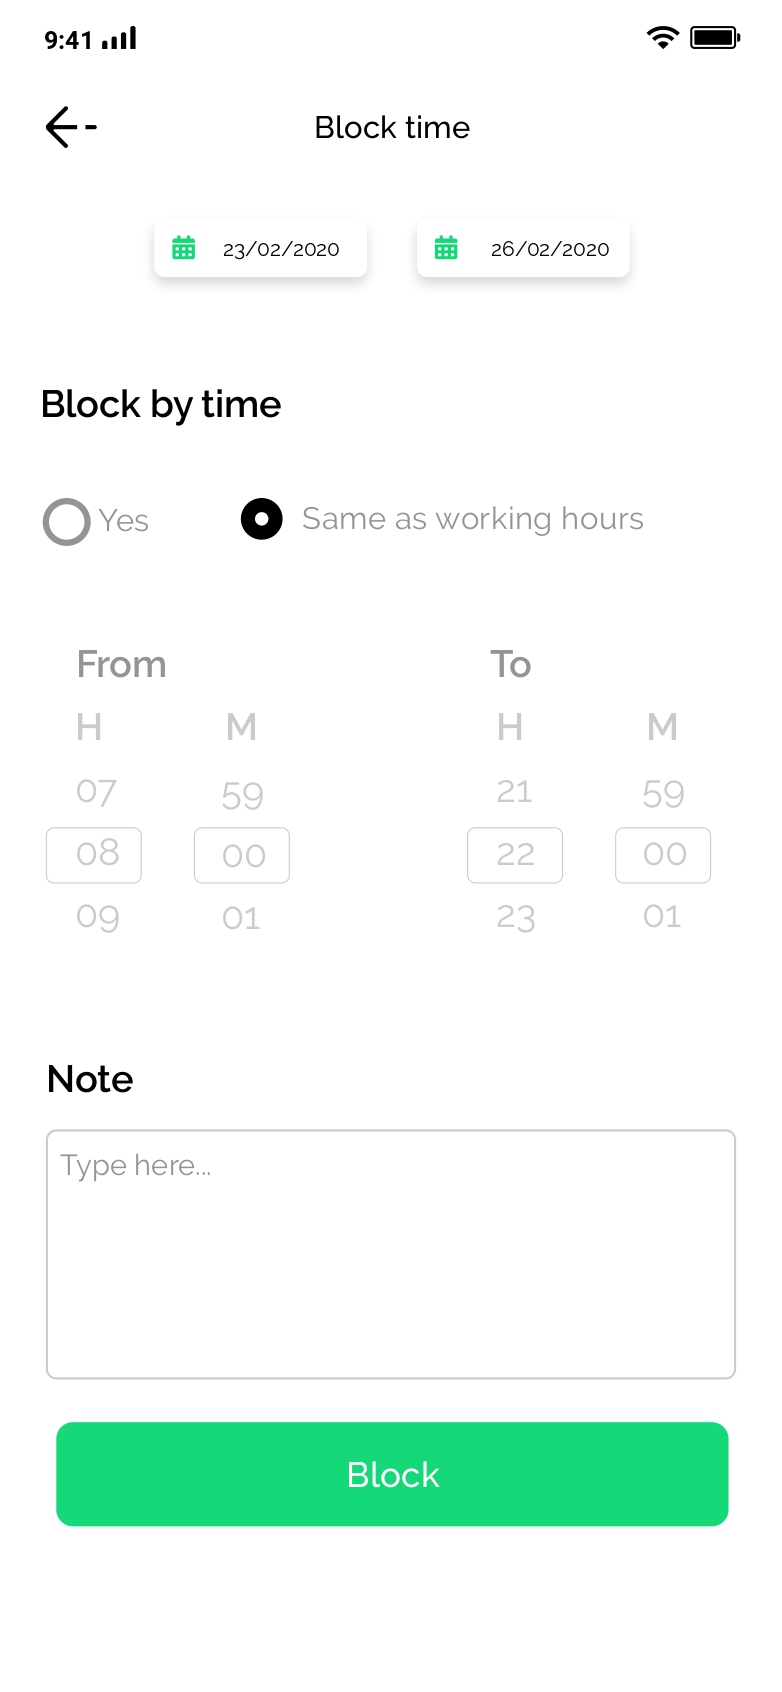 9:41
Block time
23/02/2020 26/02/2020
Block by time
Yes Same as working hours
From To
H M H M
07 59 21 59
08 00 22 00
09 01 23 01
Note
Type here...
Block